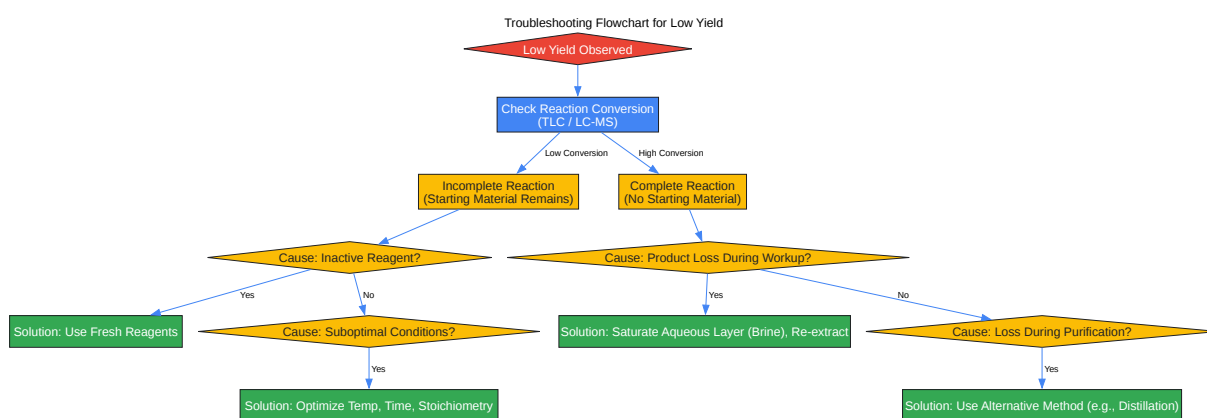 Troubleshooting Flowchart for Low Yield
Low Yield Observed
Check Reaction Conversion
(TLC / LC-MS)
Low Conversion
High Conversion
Incomplete Reaction
(Starting Material Remains)
Complete Reaction
(No Starting Material)
Cause: Inactive Reagent?
Cause: Product Loss During Workup?
Yes
No
Yes
No
Solution: Use Fresh Reagents
Cause: Suboptimal Conditions?
Solution: Saturate Aqueous Layer (Brine), Re-extract
Cause: Loss During Purification?
Yes
Yes
Solution: Optimize Temp, Time, Stoichiometry
Solution: Use Alternative Method (e.g., Distillation)